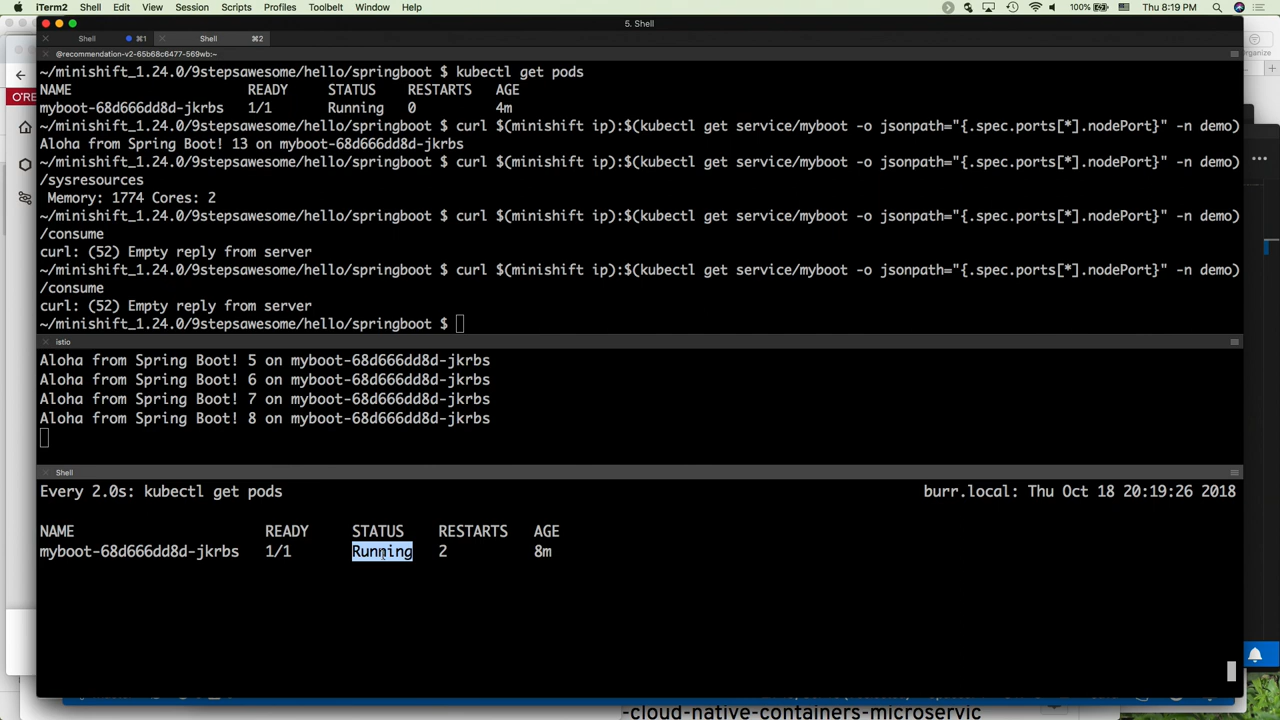 iTerm2 Shell Edit View Session Scripts Profiles Toolbelt Window Help 100% Thu 8:19 PM
5. Shell
Shell ⌘1 Shell ⌘2
@recommendation-v2-65b68c6477-569wb:~
~/minishift_1.24.0/9stepsawesome/hello/springboot $ kubectl get pods
NAME READY STATUS RESTARTS AGE
myboot-68d666dd8d-jkrbs 1/1 Running 0 4m
~/minishift_1.24.0/9stepsawesome/hello/springboot $ curl $(minishift ip):$(kubectl get service/myboot -o jsonpath="{.spec.ports[*].nodePort}" -n demo)
Aloha from Spring Boot! 13 on myboot-68d666dd8d-jkrbs
~/minishift_1.24.0/9stepsawesome/hello/springboot $ curl $(minishift ip):$(kubectl get service/myboot -o jsonpath="{.spec.ports[*].nodePort}" -n demo)
/sysresources
Memory: 1774 Cores: 2
~/minishift_1.24.0/9stepsawesome/hello/springboot $ curl $(minishift ip):$(kubectl get service/myboot -o jsonpath="{.spec.ports[*].nodePort}" -n demo)
/consume
curl: (52) Empty reply from server
~/minishift_1.24.0/9stepsawesome/hello/springboot $ curl $(minishift ip):$(kubectl get service/myboot -o jsonpath="{.spec.ports[*].nodePort}" -n demo)
/consume
curl: (52) Empty reply from server
~/minishift_1.24.0/9stepsawesome/hello/springboot $
istio
Aloha from Spring Boot! 5 on myboot-68d666dd8d-jkrbs
Aloha from Spring Boot! 6 on myboot-68d666dd8d-jkrbs
Aloha from Spring Boot! 7 on myboot-68d666dd8d-jkrbs
Aloha from Spring Boot! 8 on myboot-68d666dd8d-jkrbs
Shell
Every 2.0s: kubectl get pods burr.local: Thu Oct 18 20:19:26 2018
NAME READY STATUS RESTARTS AGE
myboot-68d666dd8d-jkrbs 1/1 Running 2 8m
O'RE
-cloud-native-containers-microservic